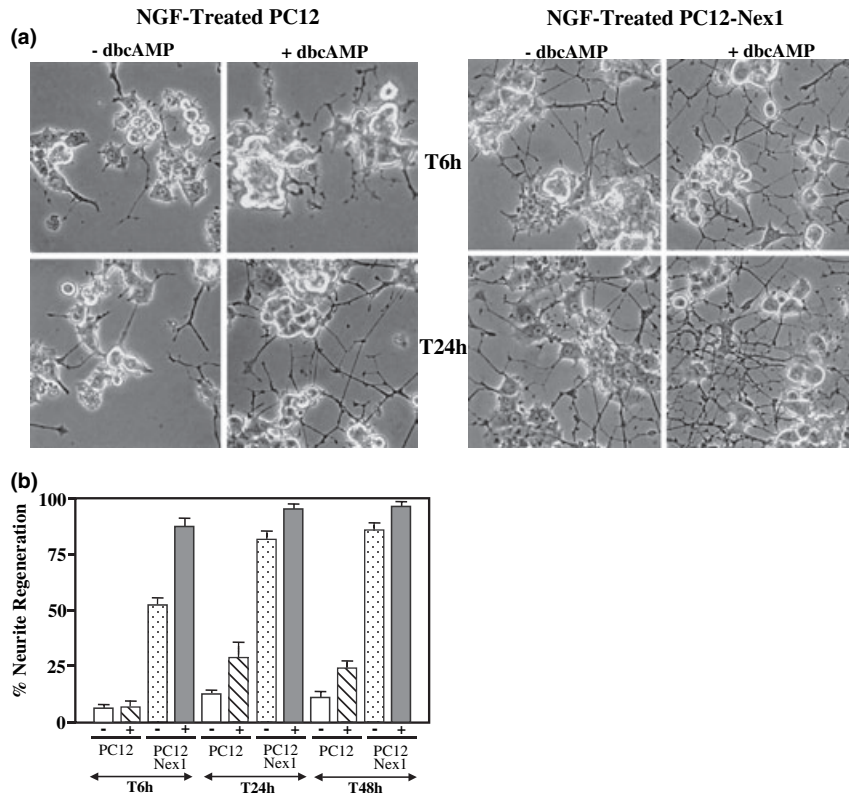 NGF-Treated PC12
NGF-Treated PC12-Nex1
(a)
- dbcAMP
+ dbcAMP
- dbcAMP
+ dbcAMP
T6h
T24h
(b)
% Neurite Regeneration
100
75
50
25
0
- + - + - + - + - + - +
PC12 PC12 Nex1 PC12 PC12 Nex1 PC12 PC12 Nex1
T6h T24h T48h